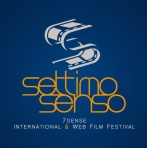 settimo
senso
7SENSE
INTERNATIONAL & WEB FILM FESTIVAL